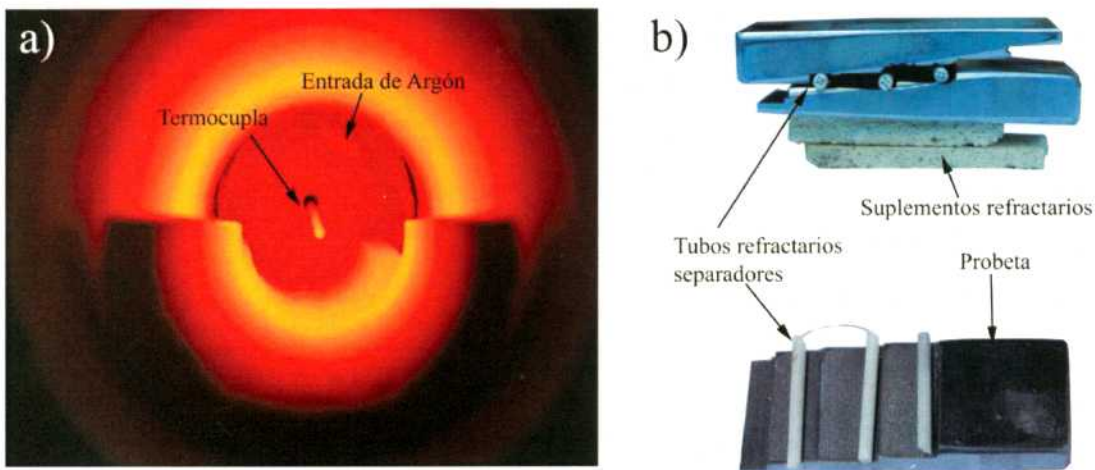 a)
Entrada de Argón
Termocupla
b)
Suplementos refractarios
Tubos refractarios
separadores
Probeta